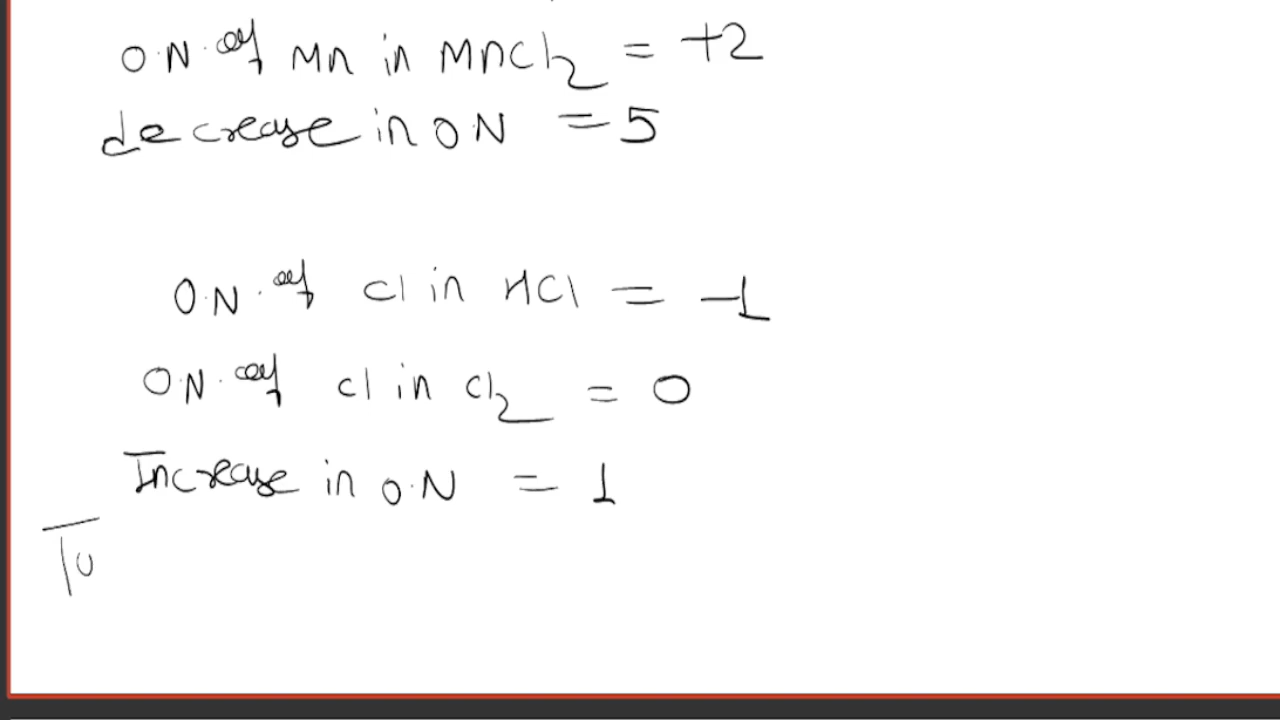 O.N. of Mn in MnCl2 = +2
decrease in O.N = 5
O.N. of Cl in HCl = -1
O.N. of Cl in Cl2 = 0
Increase in O.N = 1
To